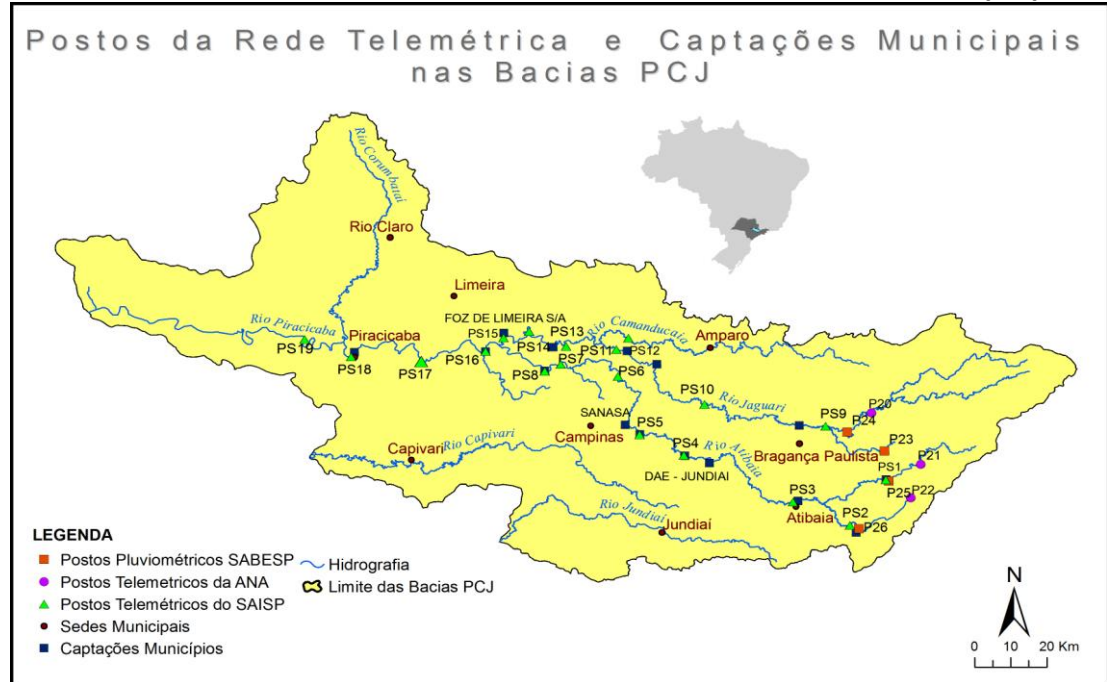 Postos da Rede Telemétrica e Captações Municipais
nas Bacias PCJ
Rio Corumbataí
Rio Claro
Limeira
FOZ DE LIMEIRA S/A
Rio Piracicaba
Piracicaba
PS19
PS18
PS17
PS16
PS15
PS14
PS13
Rio Camanducaia
Amparo
PS11
PS12
PS7
PS8
PS6
PS10
Rio Jaguari
PS9
P20
P24
SANASA
PS5
Campinas
PS4
Rio Atibaia
DAE - JUNDIAI
Bragança Paulista
P23
P21
PS1
P25
P22
PS3
Atibaia
PS2
P26
Capivari
Rio Capivari
Rio Jundiaí
Jundiaí
LEGENDA
Postos Pluviométricos SABESP
Postos Telemetricos da ANA
Postos Telemétricos do SAISP
Sedes Municipais
Captações Municípios
Hidrografia
Limite das Bacias PCJ
N
0 10 20 Km